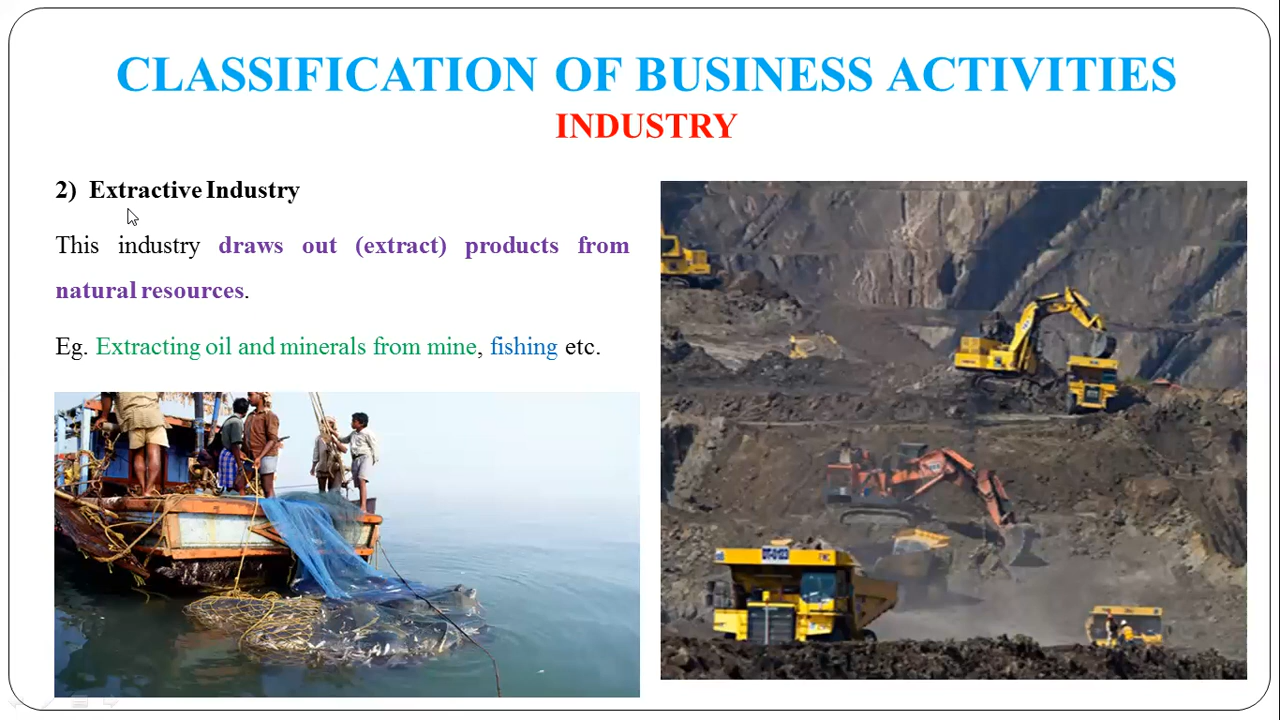 CLASSIFICATION OF BUSINESS ACTIVITIES
INDUSTRY
2) Extractive Industry
This industry draws out (extract) products from
natural resources.
Eg. Extracting oil and minerals from mine, fishing etc.